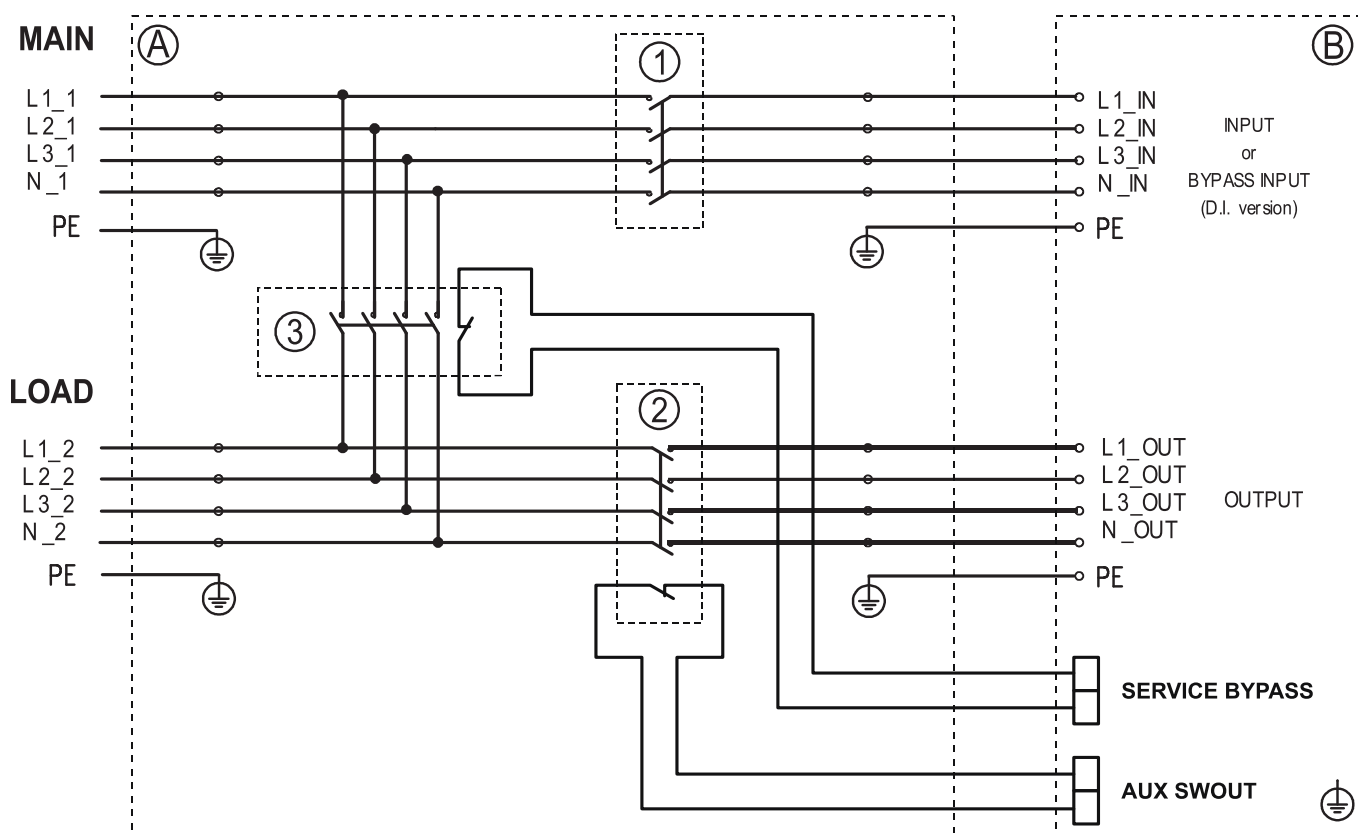 MAIN
A
1
B
L1_1
L2_1
L3_1
N_1
PE
L1_IN
L2_IN
L3_IN
N_IN
PE
INPUT
or
BYPASS INPUT
(D.I. version)
3
LOAD
2
L1_2
L2_2
L3_2
N_2
PE
L1_OUT
L2_OUT
L3_OUT
N_OUT
PE
OUTPUT
SERVICE BYPASS
AUX SWOUT